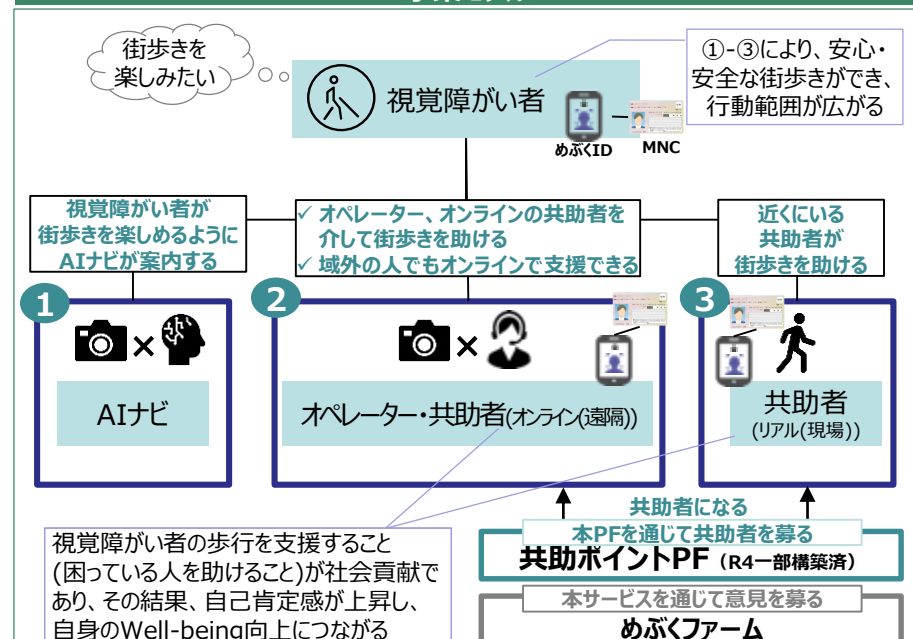 街歩きを
楽しみたい
①-③により、安心・
安全な街歩きができ、
行動範囲が広がる
視覚障がい者
めぶくID
MNC
視覚障がい者が
街歩きを楽しめるように
AIナビが案内する
✓ オペレーター、オンラインの共助者を
介して街歩きを助ける
✓ 域外の人でもオンラインで支援できる
近くにいる
共助者が
街歩きを助ける
1
×
AIナビ
2
×
オペレーター・共助者(オンライン(遠隔))
3
共助者
(リアル(現場))
視覚障がい者の歩行を支援すること
(困っている人を助けること)が社会貢献で
あり、その結果、自己肯定感が上昇し、
自身のWell-being向上につながる
共助者になる
本PFを通じて共助者を募る
共助ポイントPF（R4一部構築済）
本サービスを通じて意見を募る
めぶくファーム